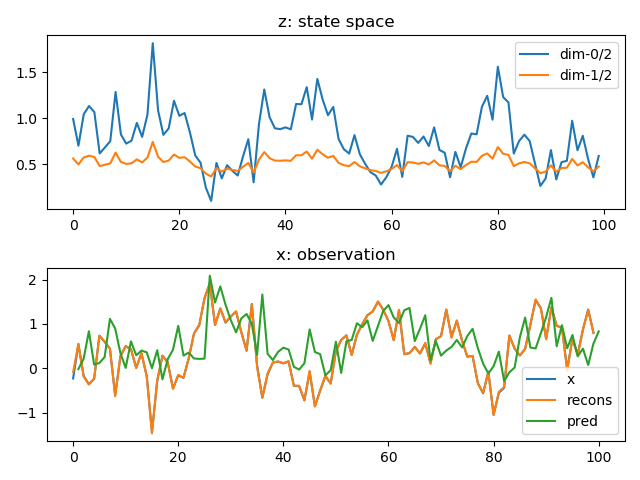 z: state space
dim-0/2
dim-1/2
1.5
1.0
0.5
0 20 40 60 80 100
x: observation
2
1
0
−1
x
recons
pred
0 20 40 60 80 100